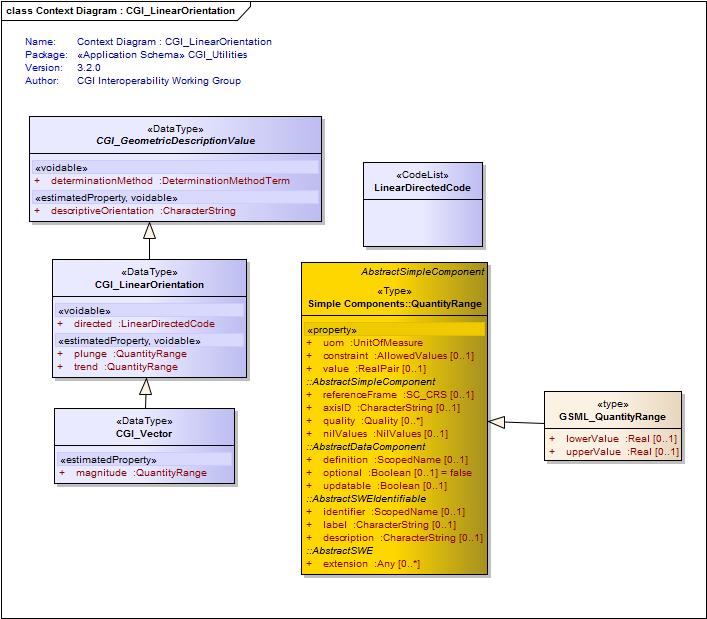 class Context Diagram : CGI_LinearOrientation
Name: Context Diagram : CGI_LinearOrientation
Package: «Application Schema» CGI_Utilities
Version: 3.2.0
Author: CGI Interoperability Working Group
«DataType»
CGI_GeometricDescriptionValue
«voidable»
+ determinationMethod :DeterminationMethodTerm
«estimatedProperty, voidable»
+ descriptiveOrientation :CharacterString
«CodeList»
LinearDirectedCode
«DataType»
CGI_LinearOrientation
«voidable»
+ directed :LinearDirectedCode
«estimatedProperty, voidable»
+ plunge :QuantityRange
+ trend :QuantityRange
«DataType»
CGI_Vector
«estimatedProperty»
+ magnitude :QuantityRange
AbstractSimpleComponent
«Type»
Simple Components::QuantityRange
«property»
+ uom :UnitOfMeasure
+ constraint :AllowedValues [0..1]
+ value :RealPair [0..1]
::AbstractSimpleComponent
+ referenceFrame :SC_CRS [0..1]
+ axisID :CharacterString [0..1]
+ quality :Quality [0..*]
+ nilValues :NilValues [0..1]
::AbstractDataComponent
+ definition :ScopedName [0..1]
+ optional :Boolean [0..1] = false
+ updatable :Boolean [0..1]
::AbstractSWEIdentifiable
+ identifier :ScopedName [0..1]
+ label :CharacterString [0..1]
+ description :CharacterString [0..1]
::AbstractSWE
+ extension :Any [0..*]
«type»
GSML_QuantityRange
+ lowerValue :Real [0..1]
+ upperValue :Real [0..1]